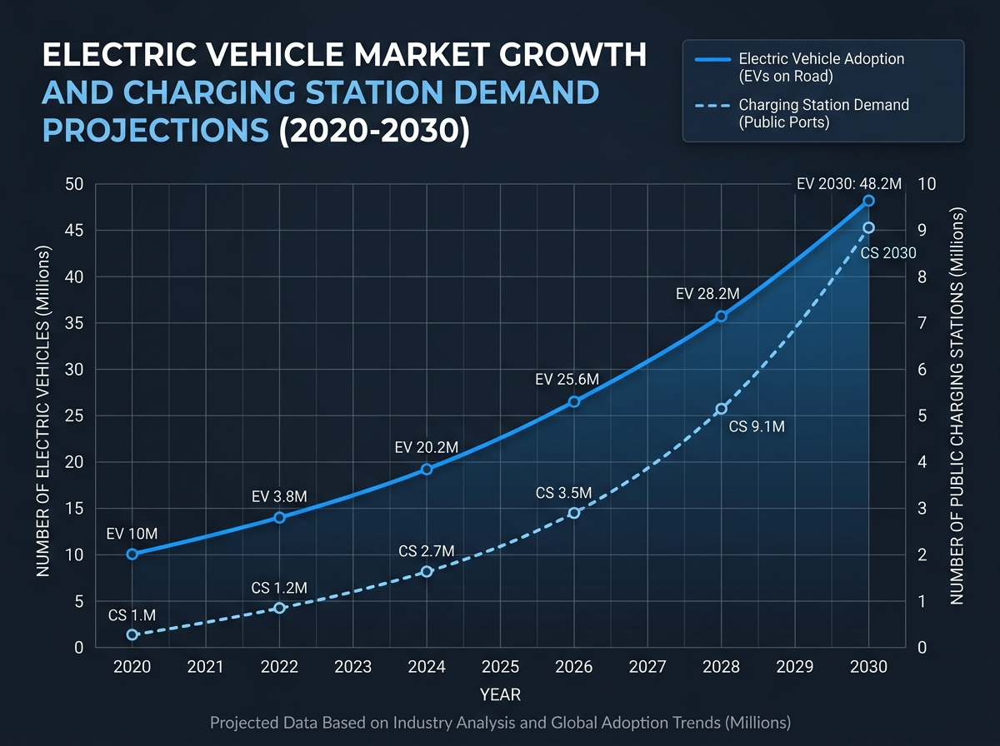 ELECTRIC VEHICLE MARKET GROWTH
AND CHARGING STATION DEMAND
PROJECTIONS (2020-2030)
Electric Vehicle Adoption
(EVs on Road)
Charging Station Demand
(Public Ports)
NUMBER OF ELECTRIC VEHICLES (Millions)
50
45
40
35
30
25
20
15
10
5
0
EV 10M
EV 3.8M
EV 20.2M
EV 25.6M
EV 28.2M
EV 2030: 48.2M
CS 1.M
CS 1.2M
CS 2.7M
CS 3.5M
CS 9.1M
CS 2030
10
9
8
7
6
5
4
3
2
1
0
NUMBER OF PUBLIC CHARGING STATIONS (Millions)
2020 2021 2022 2023 2024 2025 2026 2027 2028 2029 2030
YEAR
Projected Data Based on Industry Analysis and Global Adoption Trends (Millions)